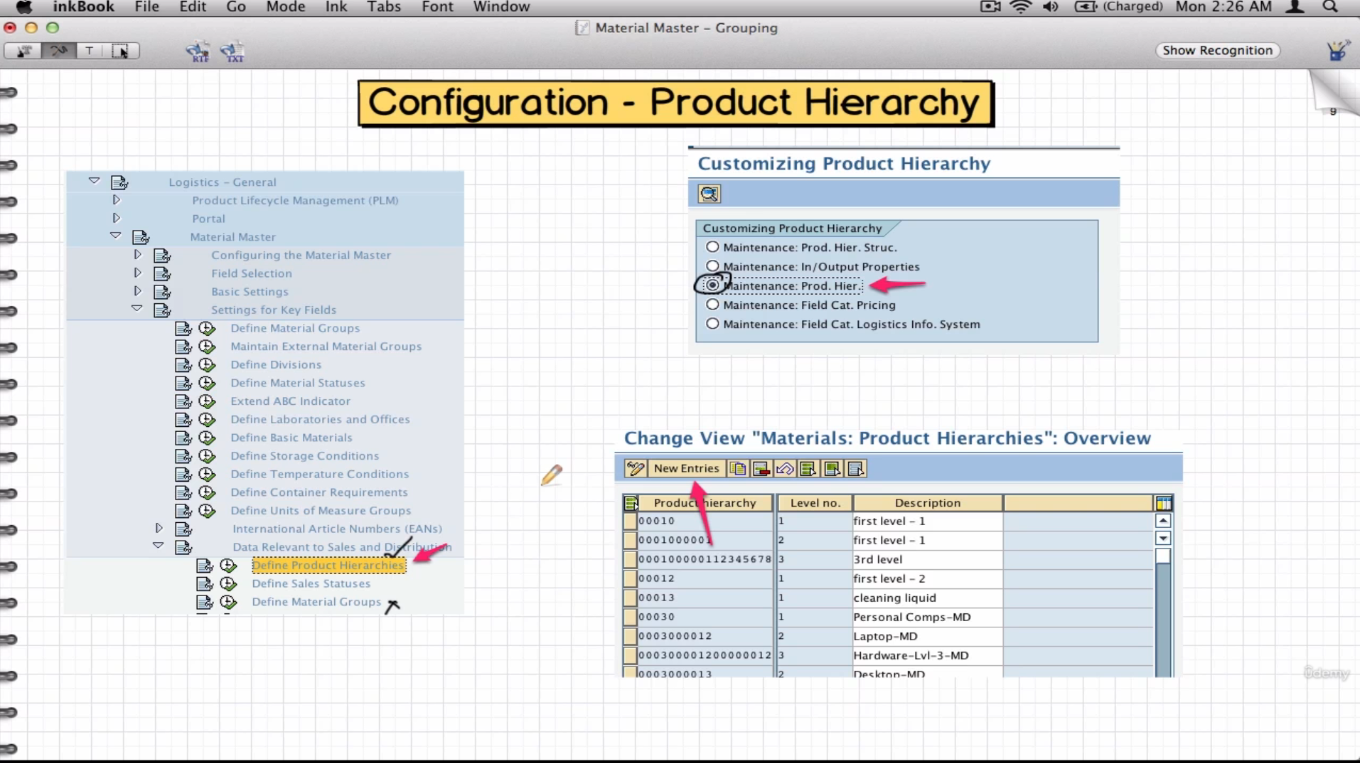 inkBook File Edit Go Mode Ink Tabs Font Window (Charged) Mon 2:26 AM
Material Master – Grouping
T RTF TXT Show Recognition
Configuration - Product Hierarchy
9
Logistics – General
Product Lifecycle Management (PLM)
Portal
Material Master
Configuring the Material Master
Field Selection
Basic Settings
Settings for Key Fields
Define Material Groups
Maintain External Material Groups
Define Divisions
Define Material Statuses
Extend ABC Indicator
Define Laboratories and Offices
Define Basic Materials
Define Storage Conditions
Define Temperature Conditions
Define Container Requirements
Define Units of Measure Groups
International Article Numbers (EANs)
Data Relevant to Sales and Distribution
Define Product Hierarchies
Define Sales Statuses
Define Material Groups
Customizing Product Hierarchy
Customizing Product Hierarchy
Maintenance: Prod. Hier. Struc.
Maintenance: In/Output Properties
Maintenance: Prod. Hier.
Maintenance: Field Cat. Pricing
Maintenance: Field Cat. Logistics Info. System
Change View "Materials: Product Hierarchies": Overview
New Entries
Product hierarchy Level no. Description
00010 1 first level – 1
0001000001 2 first level – 1
000100000112345678 3 3rd level
00012 1 first level – 2
00013 1 cleaning liquid
00030 1 Personal Comps–MD
0003000012 2 Laptop–MD
000300001200000012 3 Hardware–Lvl–3–MD
0003000013 2 Desktop–MD
ûdemy